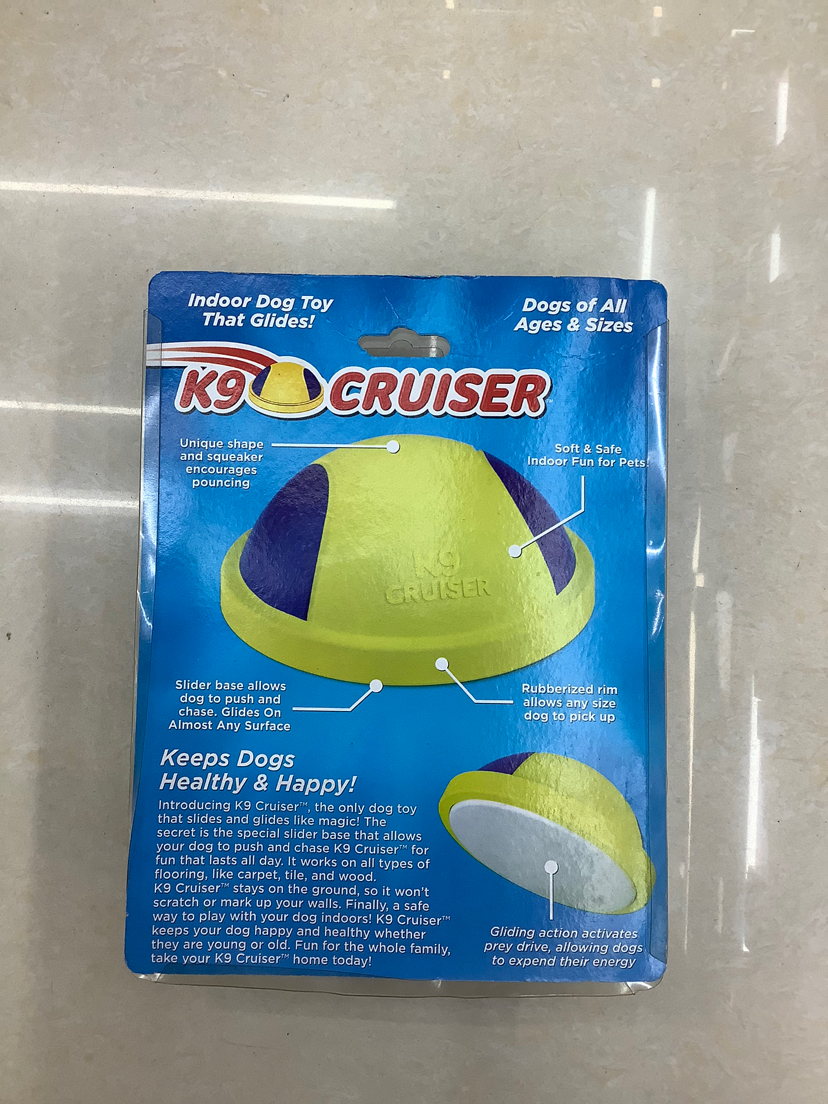 Indoor Dog Toy
That Glides!
Dogs of All
Ages & Sizes
K9 CRUISER™
Unique shape
and squeaker
encourages
pouncing
Soft & Safe
Indoor Fun for Pets!
K9
CRUISER
Slider base allows
dog to push and
chase. Glides On
Almost Any Surface
Rubberized rim
allows any size
dog to pick up
Keeps Dogs
Healthy & Happy!
Introducing K9 Cruiser™, the only dog toy
that slides and glides like magic! The
secret is the special slider base that allows
your dog to push and chase K9 Cruiser™ for
fun that lasts all day. It works on all types of
flooring, like carpet, tile, and wood.
K9 Cruiser™ stays on the ground, so it won't
scratch or mark up your walls. Finally, a safe
way to play with your dog indoors! K9 Cruiser™
keeps your dog happy and healthy whether
they are young or old. Fun for the whole family,
take your K9 Cruiser™ home today!
Gliding action activates
prey drive, allowing dogs
to expend their energy